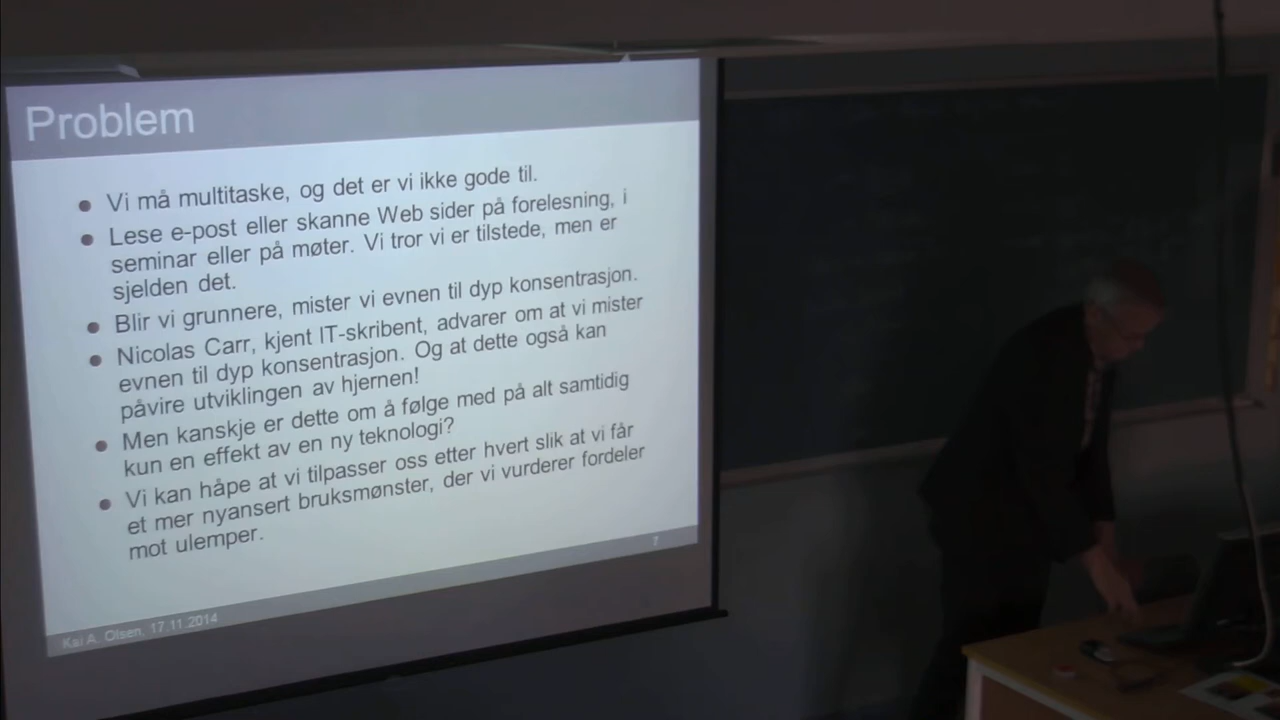 Problem
Vi må multitaske, og det er vi ikke gode til.
Lese e-post eller skanne Web sider på forelesning, i
seminar eller på møter. Vi tror vi er tilstede, men er
sjelden det.
Blir vi grunnere, mister vi evnen til dyp konsentrasjon.
Nicolas Carr, kjent IT-skribent, advarer om at vi mister
evnen til dyp konsentrasjon. Og at dette også kan
påvire utviklingen av hjernen!
Men kanskje er dette om å følge med på alt samtidig
kun en effekt av en ny teknologi?
Vi kan håpe at vi tilpasser oss etter hvert slik at vi får
et mer nyansert bruksmønster, der vi vurderer fordeler
mot ulemper.
Kai A. Olsen, 17.11.2014